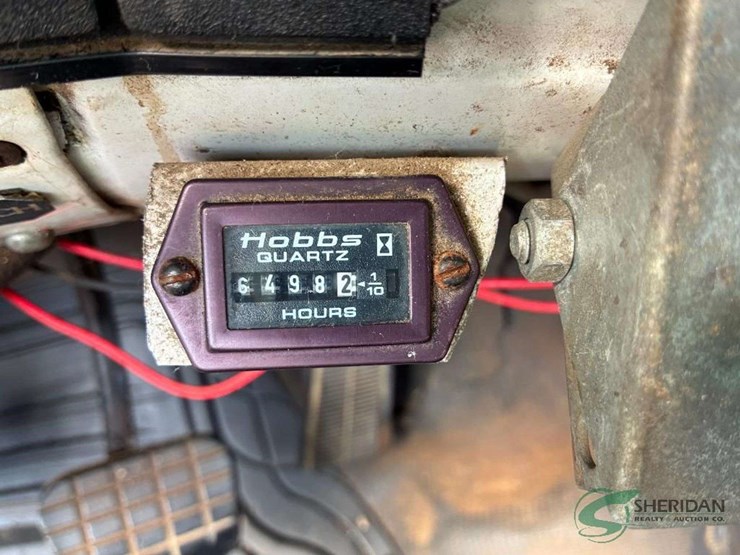 Hobbs
QUARTZ
6 4 9 8 2 ◄ 1/10
HOURS
SHERIDAN
REALTY & AUCTION CO.